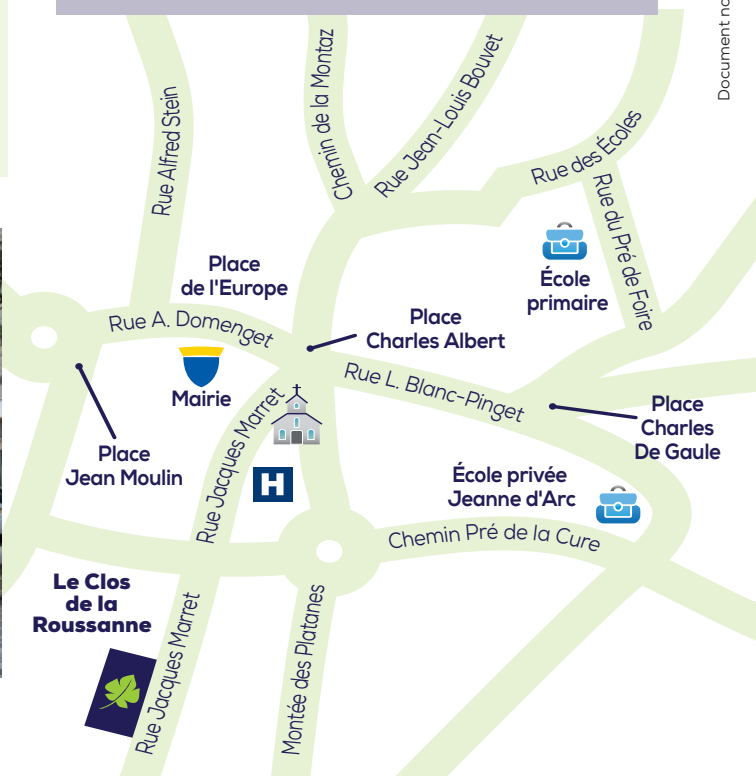 Document no
Rue Alfred Stein
Chemin de la Montaz
Rue Jean-Louis Bouvet
Rue des Écoles
Rue du Pré de Foire
École
primaire
Place
de l'Europe
Rue A. Domenget
Place
Charles Albert
Mairie
Rue L. Blanc-Pinget
Place
Charles
De Gaule
Place
Jean Moulin
Rue Jacques Marret
H
École privée
Jeanne d'Arc
Chemin Pré de la Cure
Le Clos
de la
Roussanne
Rue Jacques Marret
Montée des Platanes